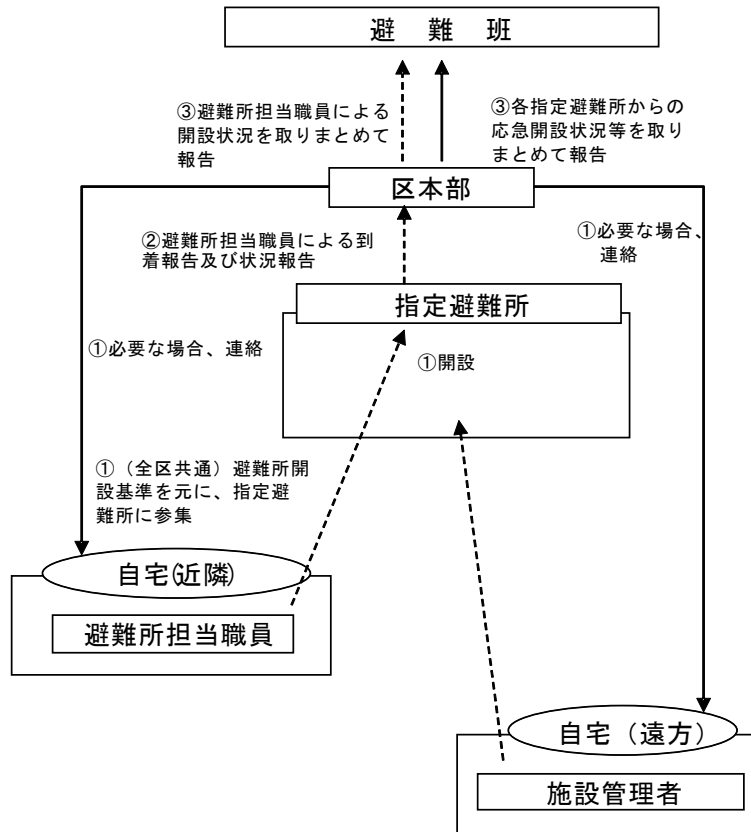 避 難 班
③避難所担当職員による
開設状況を取りまとめて
報告
③各指定避難所からの
応急開設状況等を取り
まとめて報告
区本部
②避難所担当職員による到
着報告及び状況報告
①必要な場合、
連絡
指定避難所
①必要な場合、連絡
①開設
①（全区共通）避難所開
設基準を元に、指定避
難所に参集
自宅(近隣)
避難所担当職員
自宅（遠方）
施設管理者